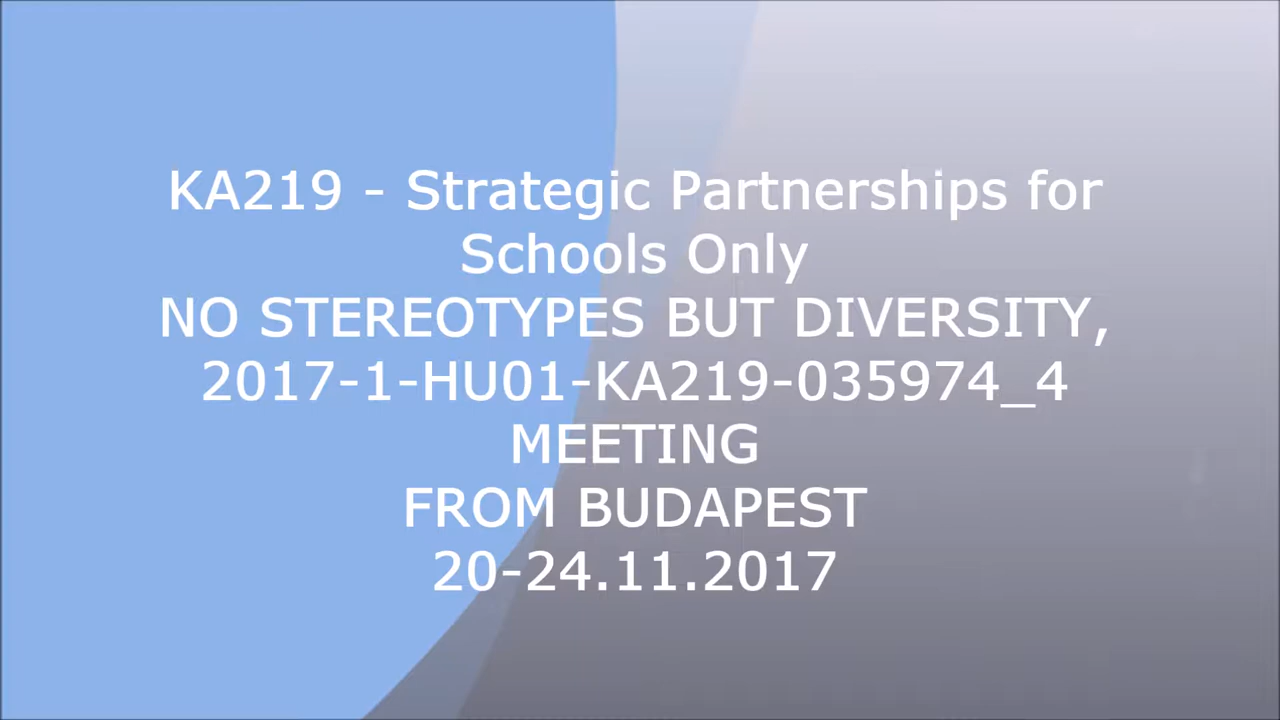 KA219 - Strategic Partnerships for
Schools Only
NO STEREOTYPES BUT DIVERSITY,
2017-1-HU01-KA219-035974_4
MEETING
FROM BUDAPEST
20-24.11.2017